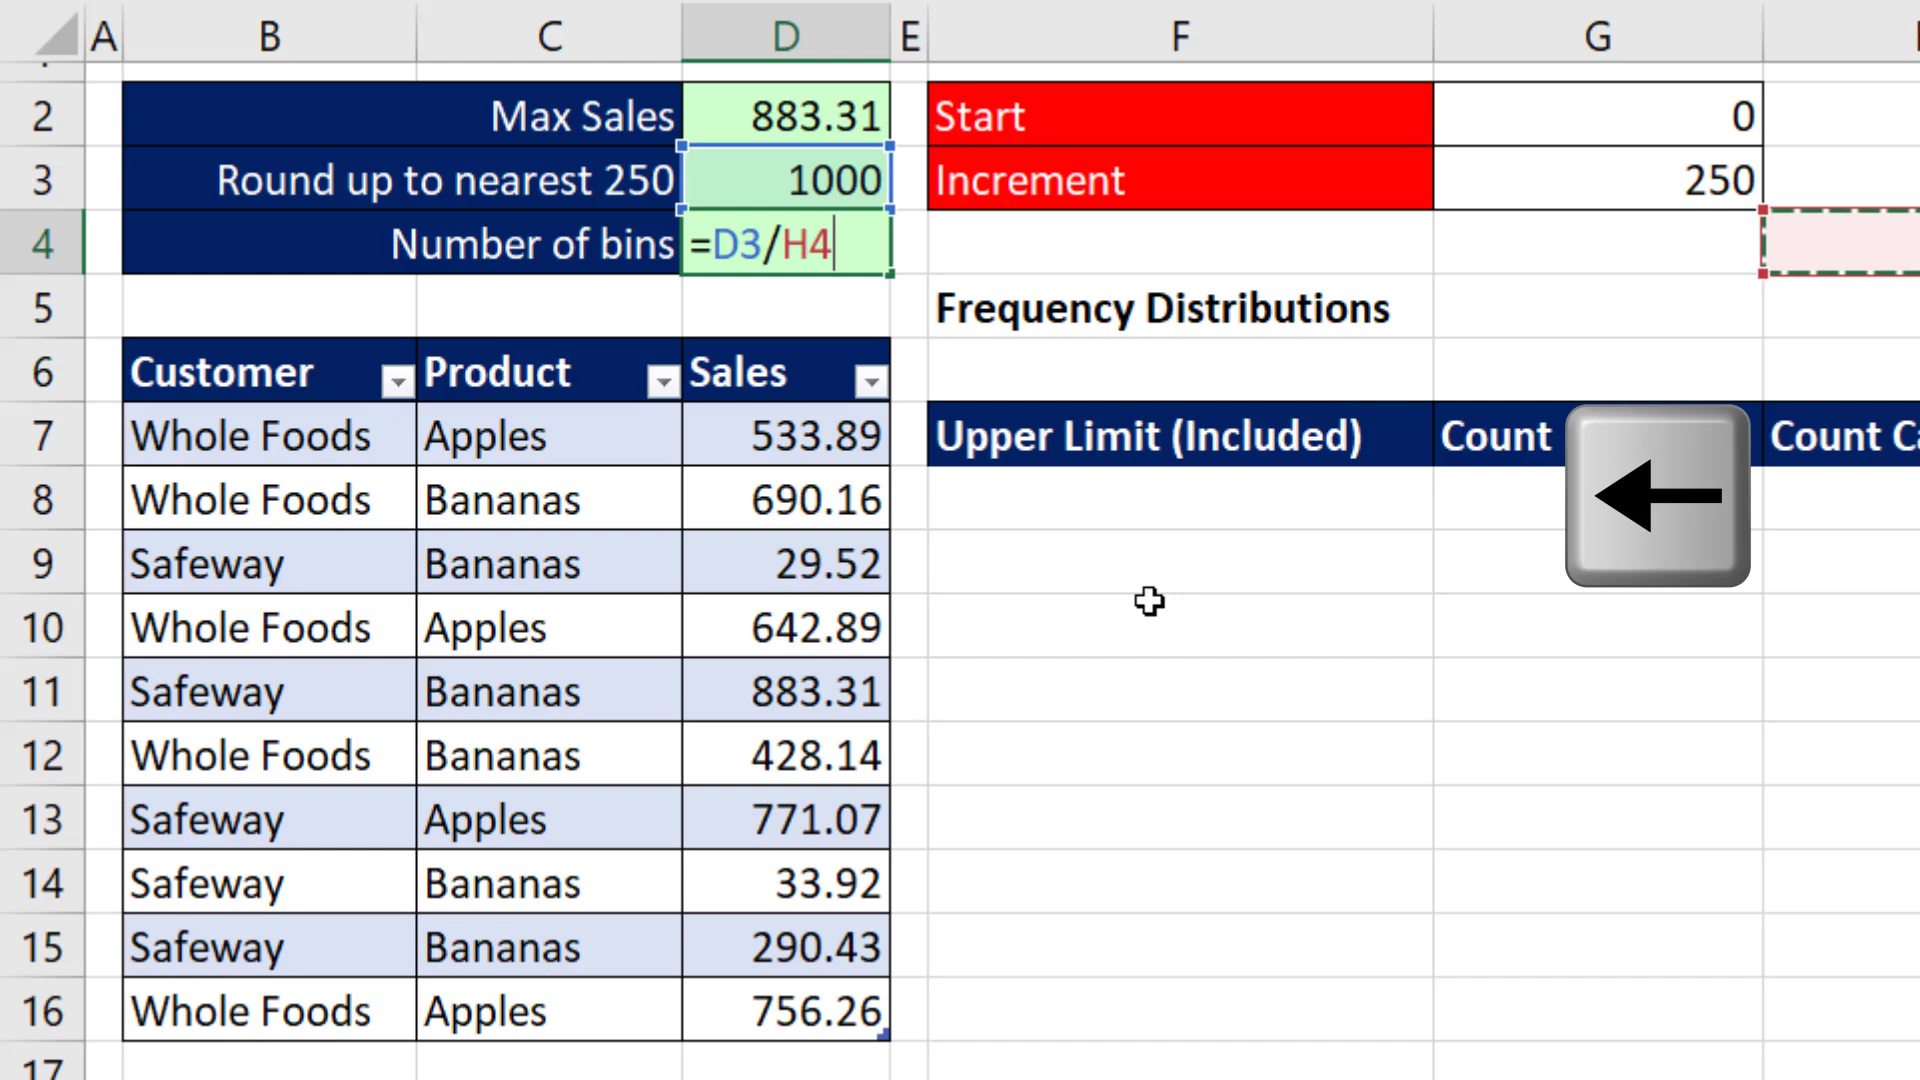 A B C D E F G
2 Max Sales 883.31 Start 0
3 Round up to nearest 250 1000 Increment 250
4 Number of bins =D3/H4
5 Frequency Distributions
6 Customer Product Sales
7 Whole Foods Apples 533.89 Upper Limit (Included) Count Count
8 Whole Foods Bananas 690.16
9 Safeway Bananas 29.52
10 Whole Foods Apples 642.89
11 Safeway Bananas 883.31
12 Whole Foods Bananas 428.14
13 Safeway Apples 771.07
14 Safeway Bananas 33.92
15 Safeway Bananas 290.43
16 Whole Foods Apples 756.26
17